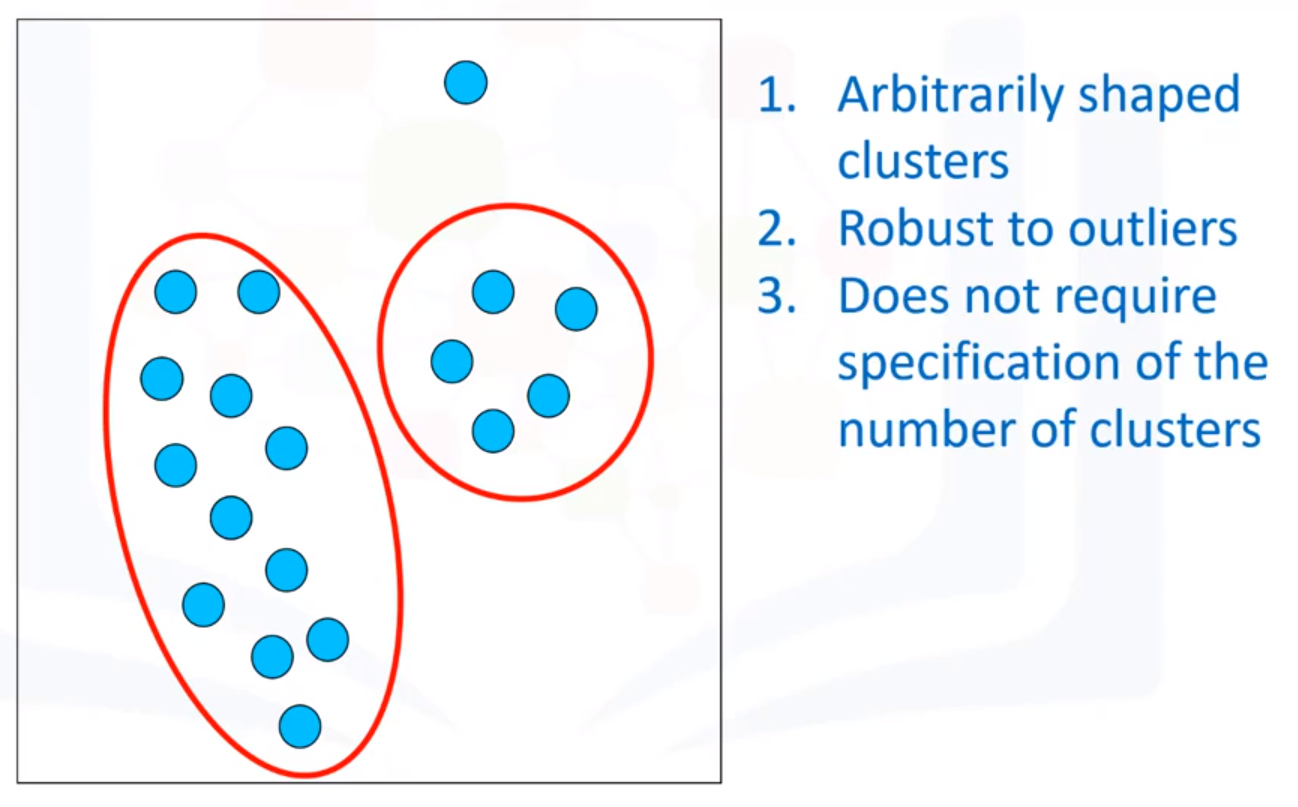 1. Arbitrarily shaped
clusters
2. Robust to outliers
3. Does not require
specification of the
number of clusters